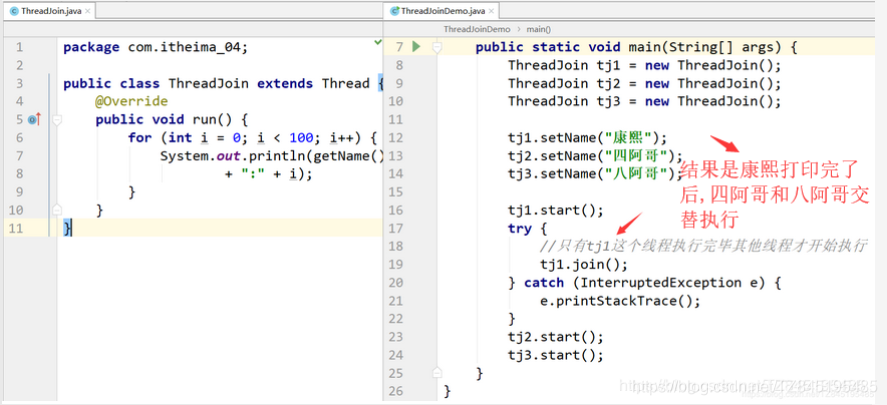 ThreadJoin.java
1 package com.itheima_04;
2
3 public class ThreadJoin extends Thread {
4 @Override
5 public void run() {
6 for (int i = 0; i < 100; i++) {
7 System.out.println(getName()
8 + ":" + i);
9 }
10 }
11 }
ThreadJoinDemo.java
ThreadJoinDemo > main()
7 public static void main(String[] args) {
8 ThreadJoin tj1 = new ThreadJoin();
9 ThreadJoin tj2 = new ThreadJoin();
10 ThreadJoin tj3 = new ThreadJoin();
11
12 tj1.setName("康熙");
13 tj2.setName("四阿哥");
14 tj3.setName("八阿哥");
结果是康熙打印完了
后,四阿哥和八阿哥交
替执行
15
16 tj1.start();
17 try {
18 //只有tj1这个线程执行完毕其他线程才开始执行
19 tj1.join();
20 } catch (InterruptedException e) {
21 e.printStackTrace();
22 }
23 tj2.start();
24 tj3.start();
25 }
26 }